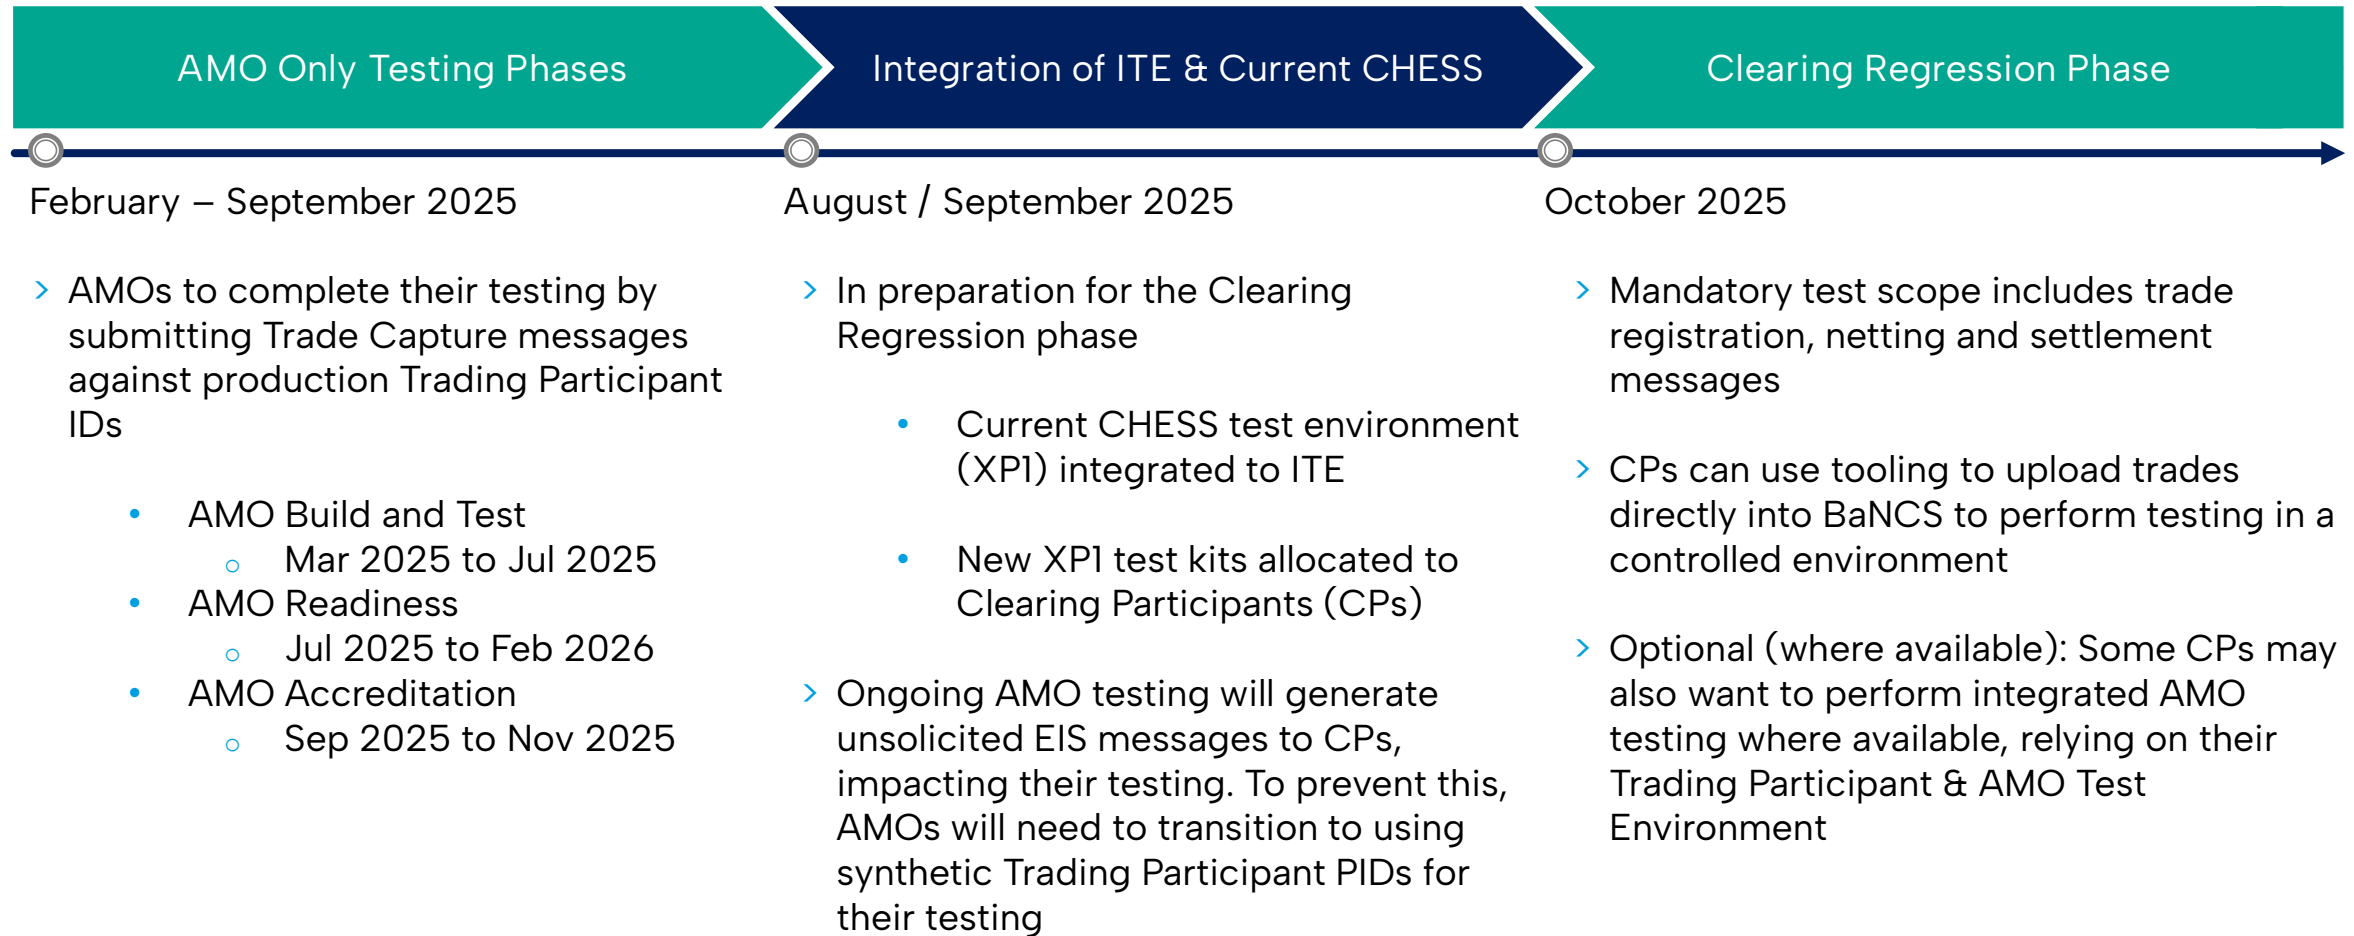 AMO Only Testing Phases
Integration of ITE & Current CHESS
Clearing Regression Phase
February – September 2025
> AMOs to complete their testing by
submitting Trade Capture messages
against production Trading Participant
IDs
• AMO Build and Test
o Mar 2025 to Jul 2025
• AMO Readiness
o Jul 2025 to Feb 2026
• AMO Accreditation
o Sep 2025 to Nov 2025
August / September 2025
> In preparation for the Clearing
Regression phase
• Current CHESS test environment
(XP1) integrated to ITE
• New XP1 test kits allocated to
Clearing Participants (CPs)
> Ongoing AMO testing will generate
unsolicited EIS messages to CPs,
impacting their testing. To prevent this,
AMOs will need to transition to using
synthetic Trading Participant PIDs for
their testing
October 2025
> Mandatory test scope includes trade
registration, netting and settlement
messages
> CPs can use tooling to upload trades
directly into BaNCS to perform testing in a
controlled environment
> Optional (where available): Some CPs may
also want to perform integrated AMO
testing where available, relying on their
Trading Participant & AMO Test
Environment